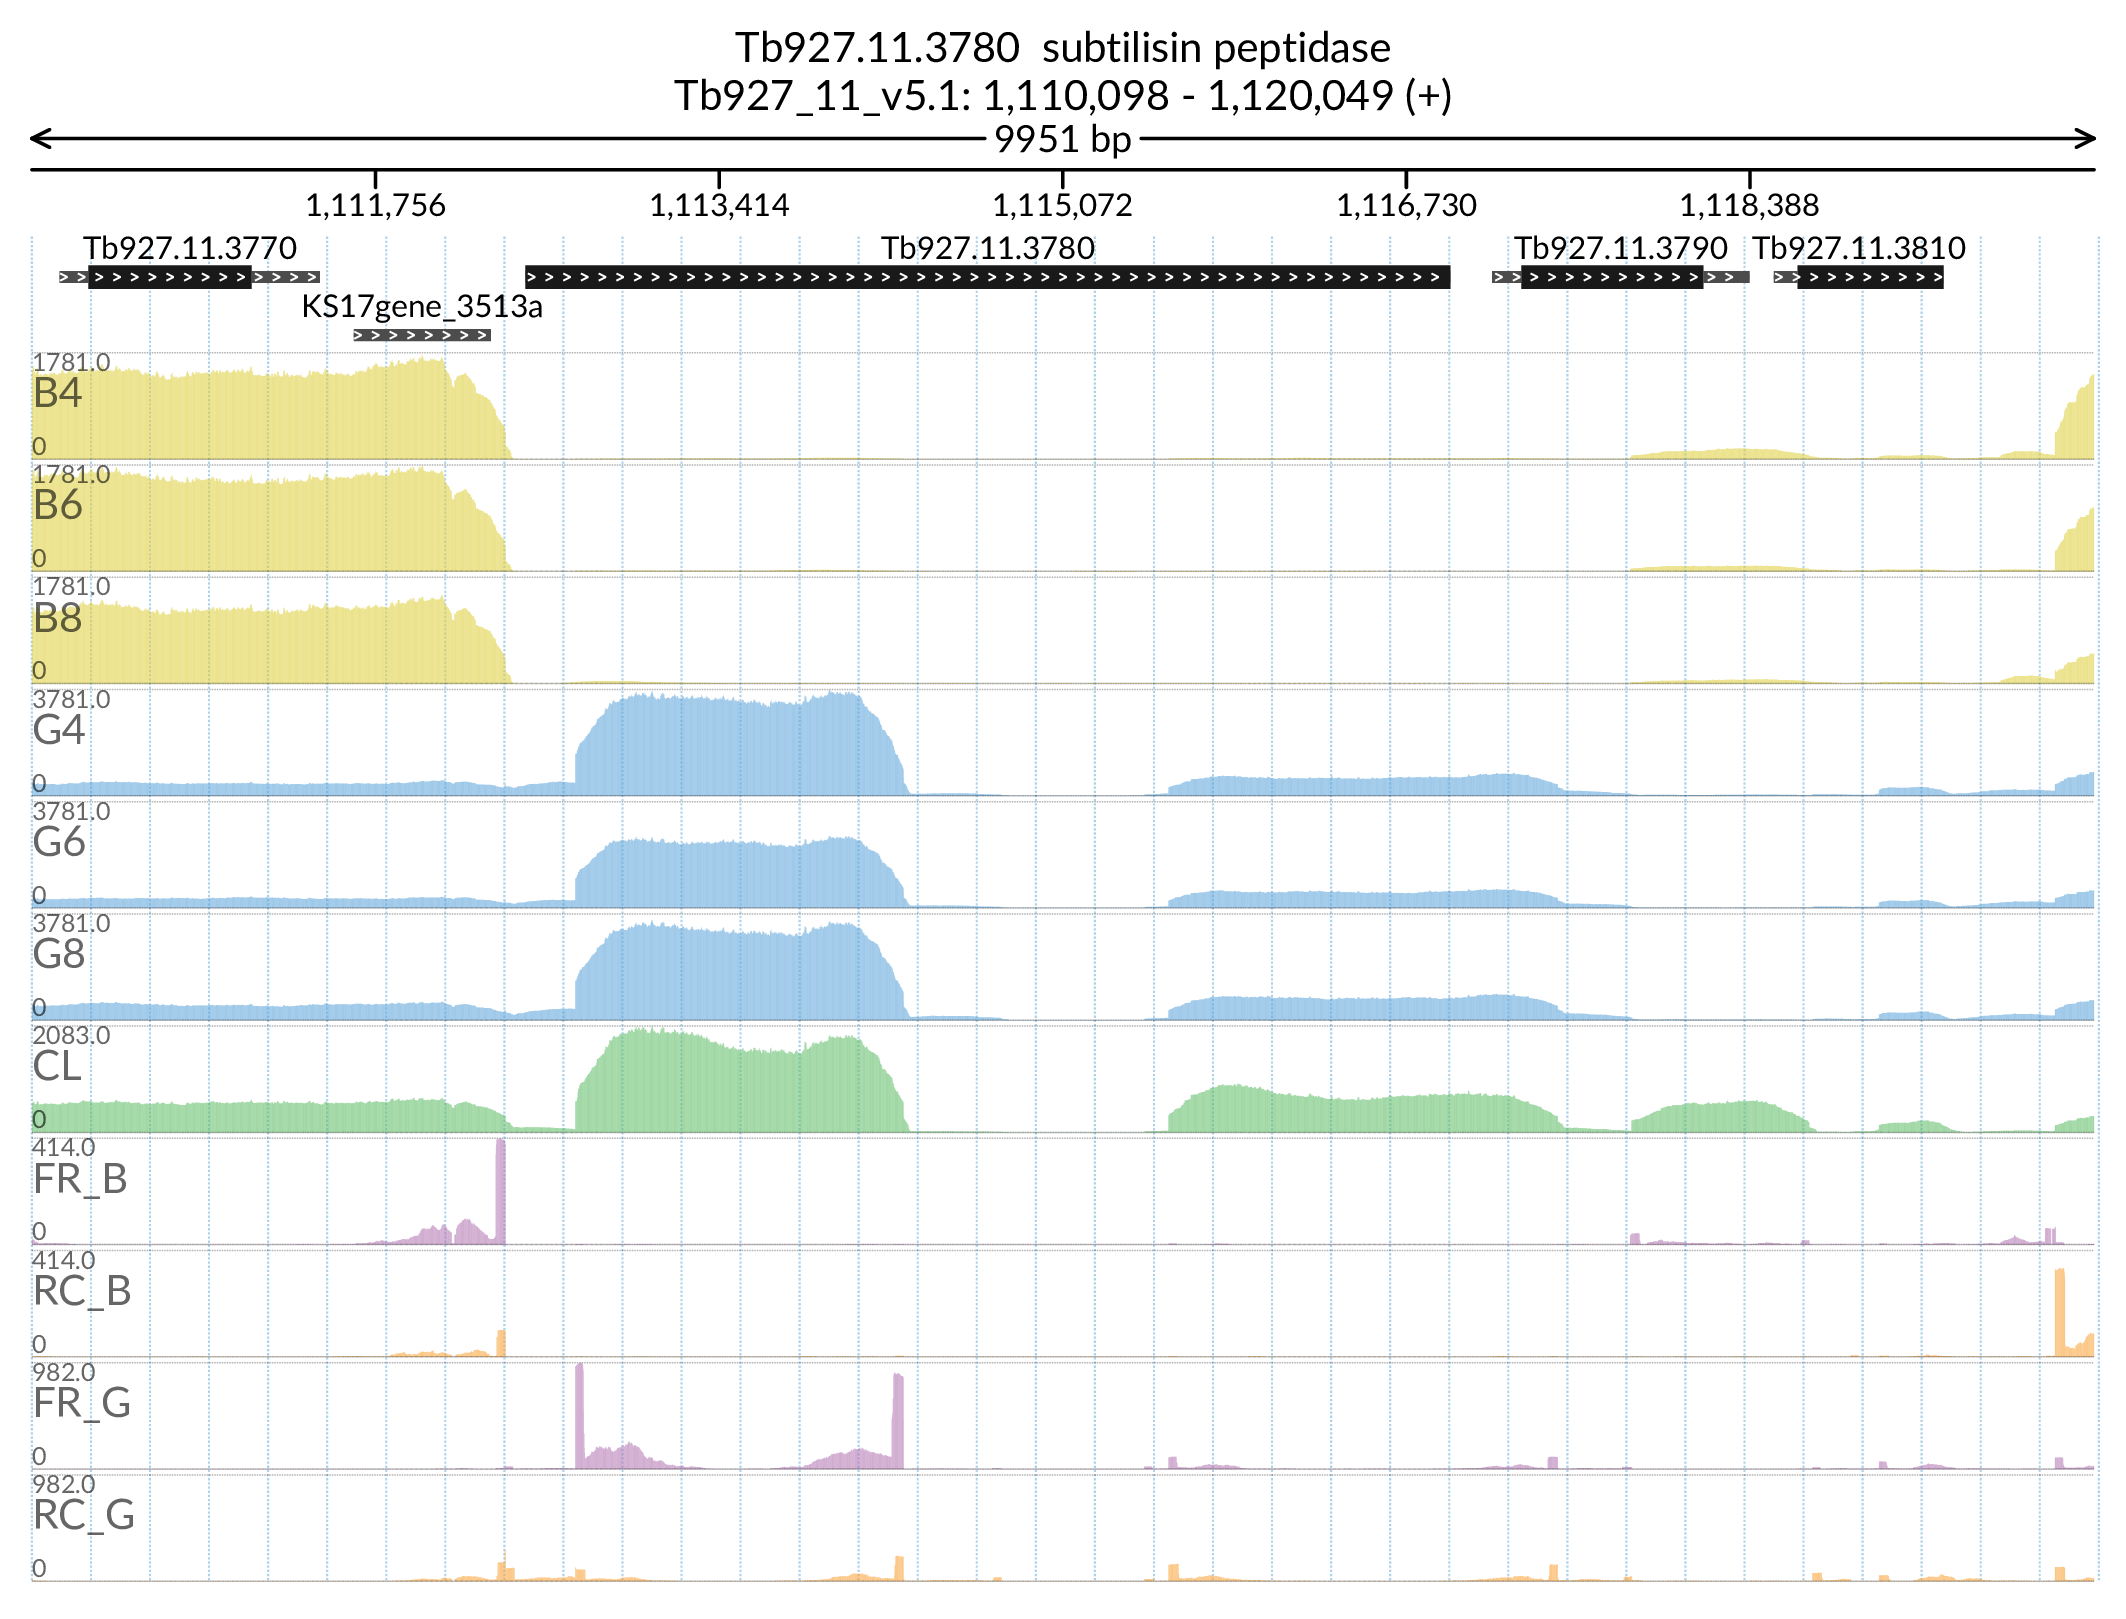 Tb927.11.3780 subtilisin peptidase
Tb927_11_v5.1: 1,110,098 - 1,120,049 (+)
9951 bp
1,111,756 1,113,414 1,115,072 1,116,730 1,118,388
Tb927.11.3770 Tb927.11.3780 Tb927.11.3790 Tb927.11.3810
KS17gene_3513a
1781.0
B4
0
1781.0
B6
0
1781.0
B8
0
3781.0
G4
0
3781.0
G6
0
3781.0
G8
0
2083.0
CL
0
414.0
FR_B
0
414.0
RC_B
0
982.0
FR_G
0
982.0
RC_G
0